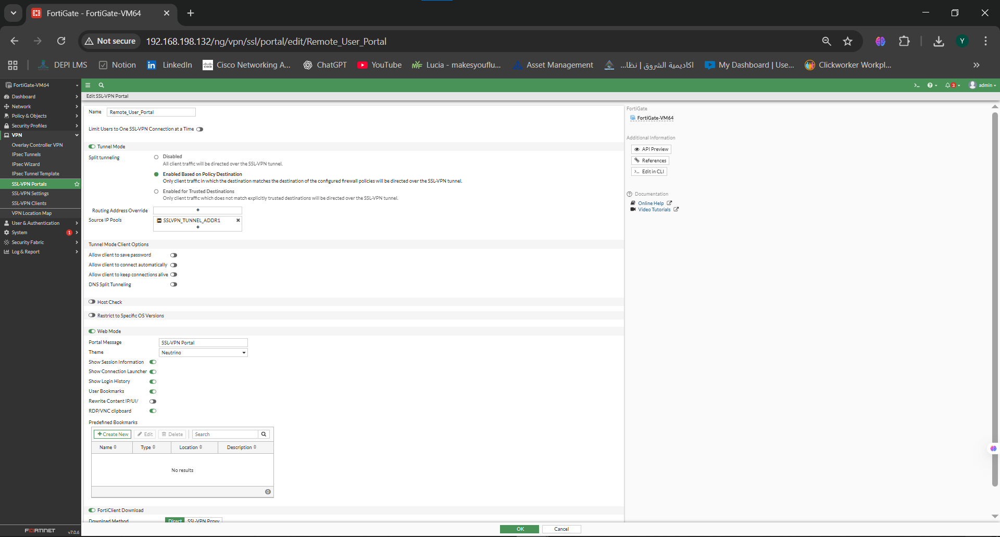 FortiGate - FortiGate-VM64
Not secure
192.168.198.132/ng/vpn/ssl/portal/edit/Remote_User_Portal
Y
DEPI LMS
Notion
LinkedIn
Cisco Networking A...
ChatGPT
YouTube
Lucia - makesyouflu...
Asset Management
اكاديمية الشروق | نظا...
My Dashboard | Use...
Clickworker Workpl...
FortiGate-VM64
3
admin
Dashboard
Network
Policy & Objects
Security Profiles
VPN
Overlay Controller VPN
IPsec Tunnels
IPsec Wizard
IPsec Tunnel Template
SSL-VPN Portals
SSL-VPN Settings
SSL-VPN Clients
VPN Location Map
User & Authentication
System
1
Security Fabric
Log & Report
FORTINET
v7.0.6
Edit SSL-VPN Portal
Name
Remote_User_Portal
Limit Users to One SSL-VPN Connection at a Time
Tunnel Mode
Split tunneling
Disabled
All client traffic will be directed over the SSL-VPN tunnel.
Enabled Based on Policy Destination
Only client traffic in which the destination matches the destination of the configured firewall policies will be directed over the SSL-VPN tunnel.
Enabled for Trusted Destinations
Only client traffic which does not match explicitly trusted destinations will be directed over the SSL-VPN tunnel.
Routing Address Override
+
Source IP Pools
SSLVPN_TUNNEL_ADDR1
+
Tunnel Mode Client Options
Allow client to save password
Allow client to connect automatically
Allow client to keep connections alive
DNS Split Tunneling
Host Check
Restrict to Specific OS Versions
Web Mode
Portal Message
SSL-VPN Portal
Theme
Neutrino
Show Session Information
Show Connection Launcher
Show Login History
User Bookmarks
Rewrite Content IP/UI/
RDP/VNC clipboard
Predefined Bookmarks
+ Create New
Edit
Delete
Search
Name
Type
Location
Description
No results
0
FortiClient Download
Download Method
Direct
SSL-VPN Proxy
OK
Cancel
FortiGate
FortiGate-VM64
Additional Information
API Preview
References
Edit in CLI
Documentation
Online Help
Video Tutorials